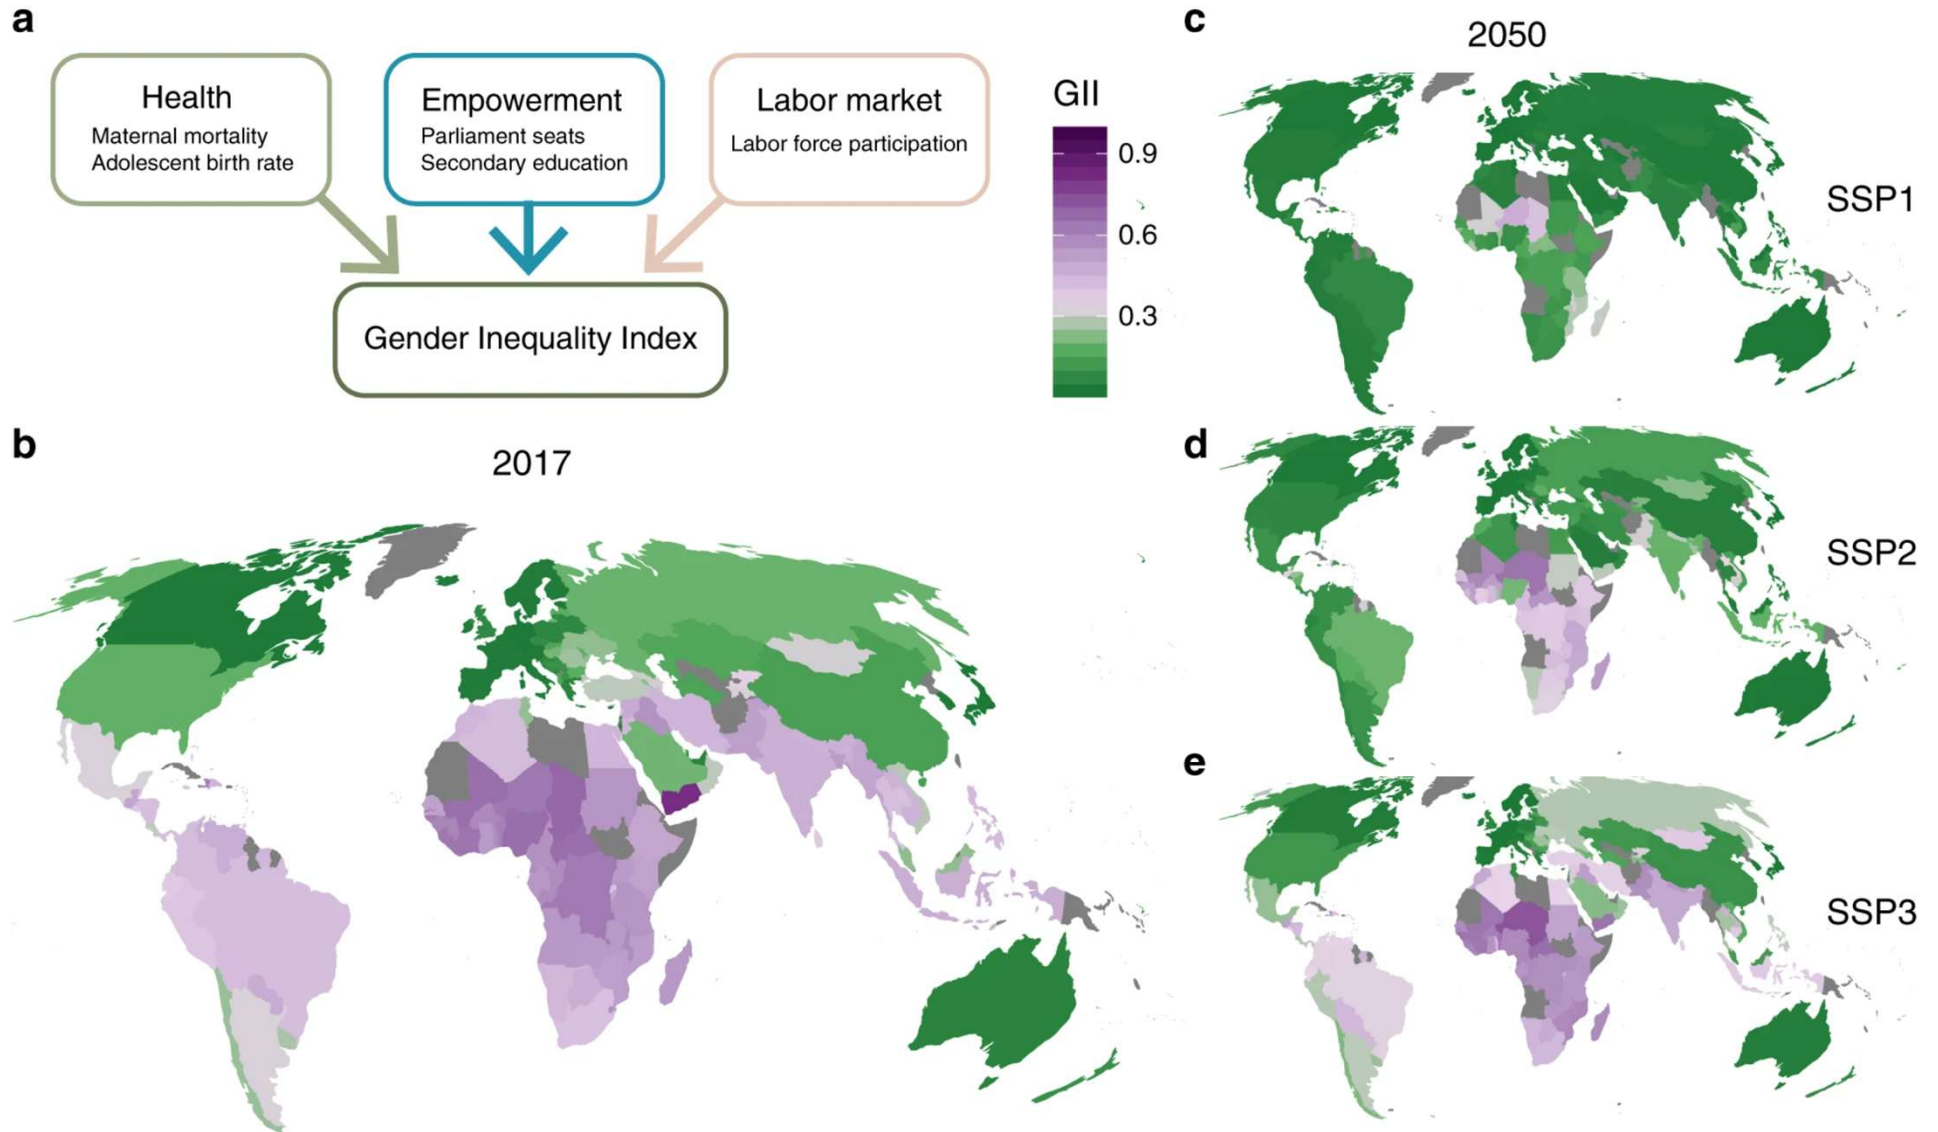 a
Health
Maternal mortality
Adolescent birth rate
Empowerment
Parliament seats
Secondary education
Labor market
Labor force participation
Gender Inequality Index
GII
0.9
0.6
0.3
b
2017
c
2050
SSP1
d
SSP2
e
SSP3